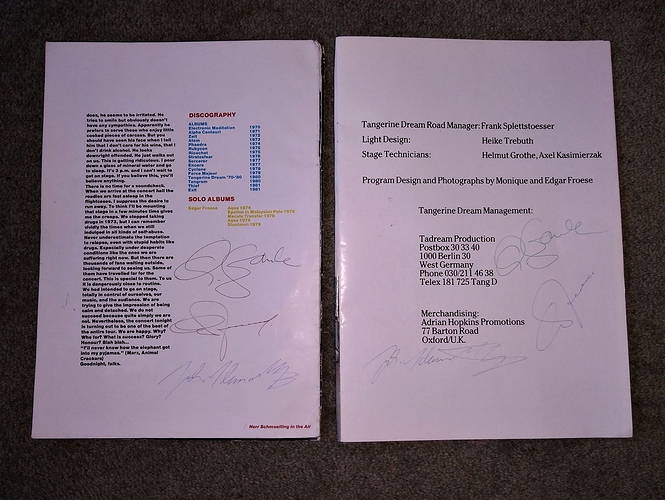 does, he seems to be irritated. He
tries to smile but obviously doesn't
have any sympathies. Apparently he
prefers to serve those who enjoy little
cooked pieces of carcass. But you
should have seen his face when I tell
him that I don't care for his wine, that I
don't drink alcohol. He looks
downright offended. He just walks out
on us. This is getting ridiculous. I pour
down a glass of mineral water and go
to sleep. It's 3 p.m. and I can't wait to
get on stage. If you believe this, you'll
believe anything.
There is no time for a soundcheck.
When we arrive at the concert hall the
roadies are fast asleep in the
flightcases. I suppress the desire to
run away. To think I'll be mounting
that stage in a few minutes time gives
me the creeps. We stopped taking
drugs in 1973, but I can remember
vividly the times when we still
indulged in all kinds of self-abuse.
Never underestimate the temptation
to relapse, even with stupid habits like
drugs. Especially under desperate
conditions like the ones we are
suffering right now. But then there are
thousands of fans waiting outside,
looking forward to seeing us. Some of
them have travelled far for the
concert. This is special to them. To us
it is dangerously close to routine.
We had intended to go on stage,
totally in control of ourselves, our
music, and the audience. We are
trying to give the impression of being
calm and detached. We do not
succeed because quite simply we are
not. Nevertheless, the concert tonight
is turning out to be one of the best of
the entire tour. We are happy. Why?
Who for? What is success? Glory?
Honour? Blah blah...
"I'll never know how the elephant got
into my pyjamas." (Marx, Animal
Crackers)
Goodnight, folks.
DISCOGRAPHY
ALBUMS
Electronic Meditation 1970
Alpha Centauri 1971
Zeit 1972
Atem 1973
Phaedra 1974
Rubycon 1975
Ricochet 1975
Stratosfear 1976
Sorcerer
Encore 1977
Cyclone 1978
Force Majeure
Tangerine Dream '70-'80 1980
Tangram 1980
Thief 1981
Exit 1981
SOLO ALBUMS
Edgar Froese Aqua 1974
Epsilon in Malaysian Pale 1975
Macula Transfer 1976
Ages 1978
Stuntman 1979
Herr Schmoelling in the Air
Tangerine Dream Road Manager: Frank Splettstoesser
Light Design: Heike Trebuth
Stage Technicians: Helmut Grothe, Axel Kasimierzak
Program Design and Photographs by Monique and Edgar Froese
Tangerine Dream Management:
Tadream Production
Postbox 30 33 40
1000 Berlin 30
West Germany
Phone 030/211 46 38
Telex 181 725 Tang D
Merchandising:
Adrian Hopkins Promotions
77 Barton Road
Oxford/U.K.